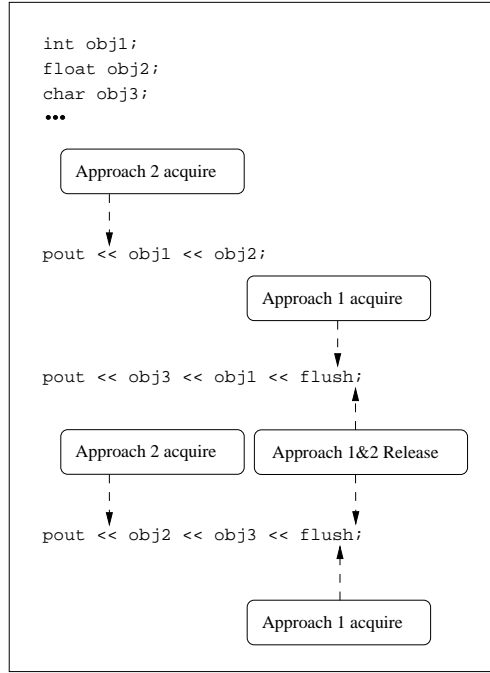 int obj1;
float obj2;
char obj3;
•••
Approach 2 acquire
pout << obj1 << obj2;
Approach 1 acquire
pout << obj3 << obj1 << flush;
Approach 2 acquire
Approach 1&2 Release
pout << obj2 << obj3 << flush;
Approach 1 acquire